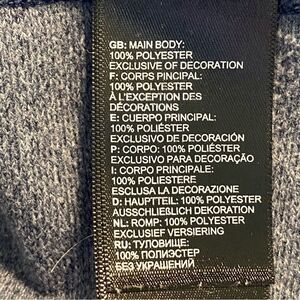 GB: MAIN BODY:
100% POLYESTER
EXCLUSIVE OF DECORATION
F: CORPS PINCIPAL:
100% POLYESTER
À L'EXCEPTION DES
DÉCORATIONS
E: CUERPO PRINCIPAL:
100% POLIÉSTER
EXCLUSIVO DE DECORACIÓN
P: CORPO: 100% POLIÉSTER
EXCLUSIVO PARA DECORAÇÃO
I: CORPO PRINCIPALE:
100% POLIESTERE
ESCLUSA LA DECORAZIONE
D: HAUPTTEIL: 100% POLYESTER
AUSSCHLIEßLICH DEKORATION
NL: ROMP: 100% POLYESTER
EXCLUSIEF VERSIERING
RU: ТУЛОВИЩЕ:
100% ПОЛИЭСТЕР
БЕЗ УКРАШЕНИЙ